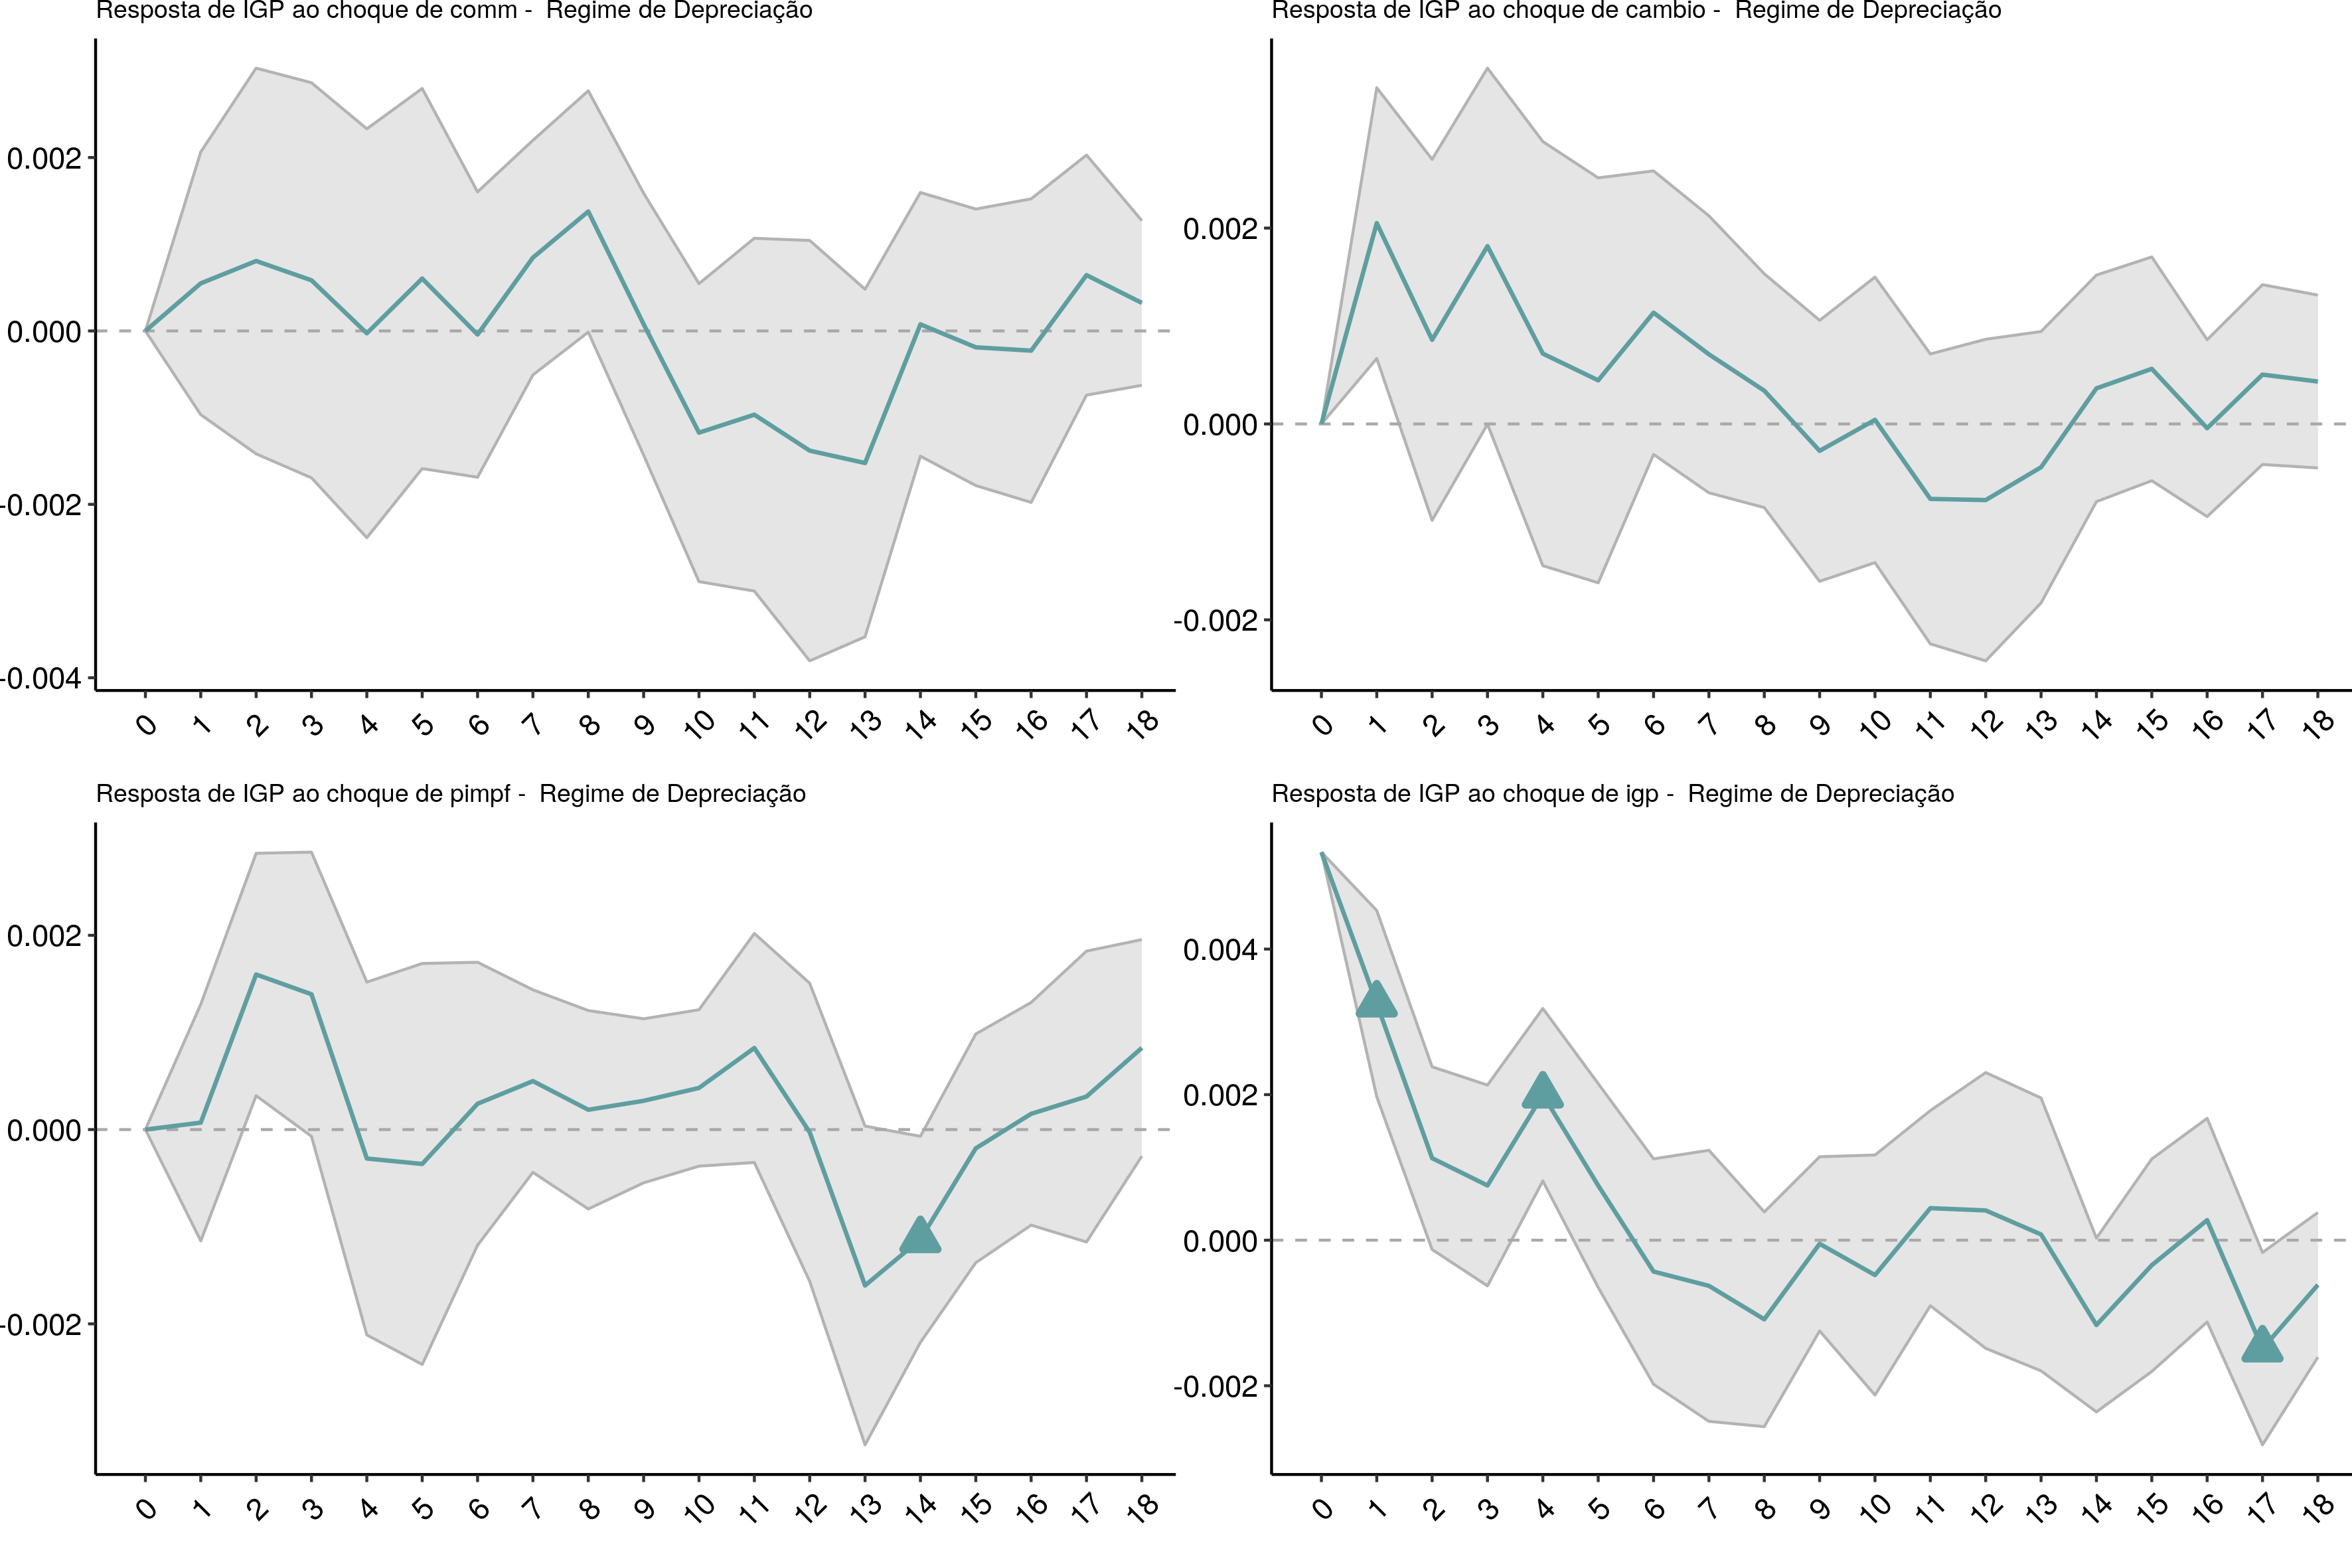 Resposta de IGP ao choque de comm -  Regime de Depreciação
0.002
0.000
-0.002
-0.004
0 1 2 3 4 5 6 7 8 9 10 11 12 13 14 15 16 17 18
Resposta de IGP ao choque de cambio -  Regime de Depreciação
0.002
0.000
-0.002
0 1 2 3 4 5 6 7 8 9 10 11 12 13 14 15 16 17 18
Resposta de IGP ao choque de pimpf -  Regime de Depreciação
0.002
0.000
-0.002
0 1 2 3 4 5 6 7 8 9 10 11 12 13 14 15 16 17 18
Resposta de IGP ao choque de igp -  Regime de Depreciação
0.004
0.002
0.000
-0.002
0 1 2 3 4 5 6 7 8 9 10 11 12 13 14 15 16 17 18